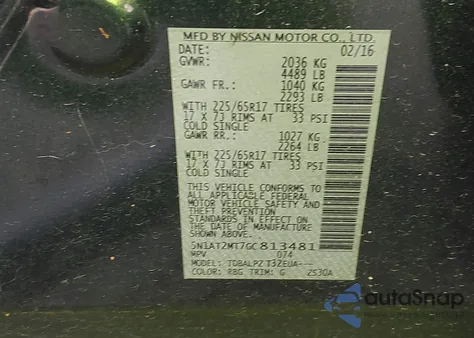 MFD BY NISSAN MOTOR CO., LTD.
DATE: 02/16
GVWR: 2036 KG
4489 LB
GAWR FR.: 1040 KG
2293 LB
WITH 225/65R17 TIRES
17 X 7J RIMS AT 33 PSI
COLD SINGLE
GAWR RR.: 1027 KG
2264 LB
WITH 225/65R17 TIRES
17 X 7J RIMS AT 33 PSI
COLD SINGLE
THIS VEHICLE CONFORMS TO
ALL APPLICABLE FEDERAL
MOTOR VEHICLE SAFETY AND
THEFT PREVENTION
STANDARDS IN EFFECT ON THE
DATE OF MANUFACTURE SHOWN
ABOVE.
5N1AT2MT7GC813481
MPV 074
MODEL: TDBALPZ T32EUA---
COLOR: RBG TRIM: G 2530A
autoSnap